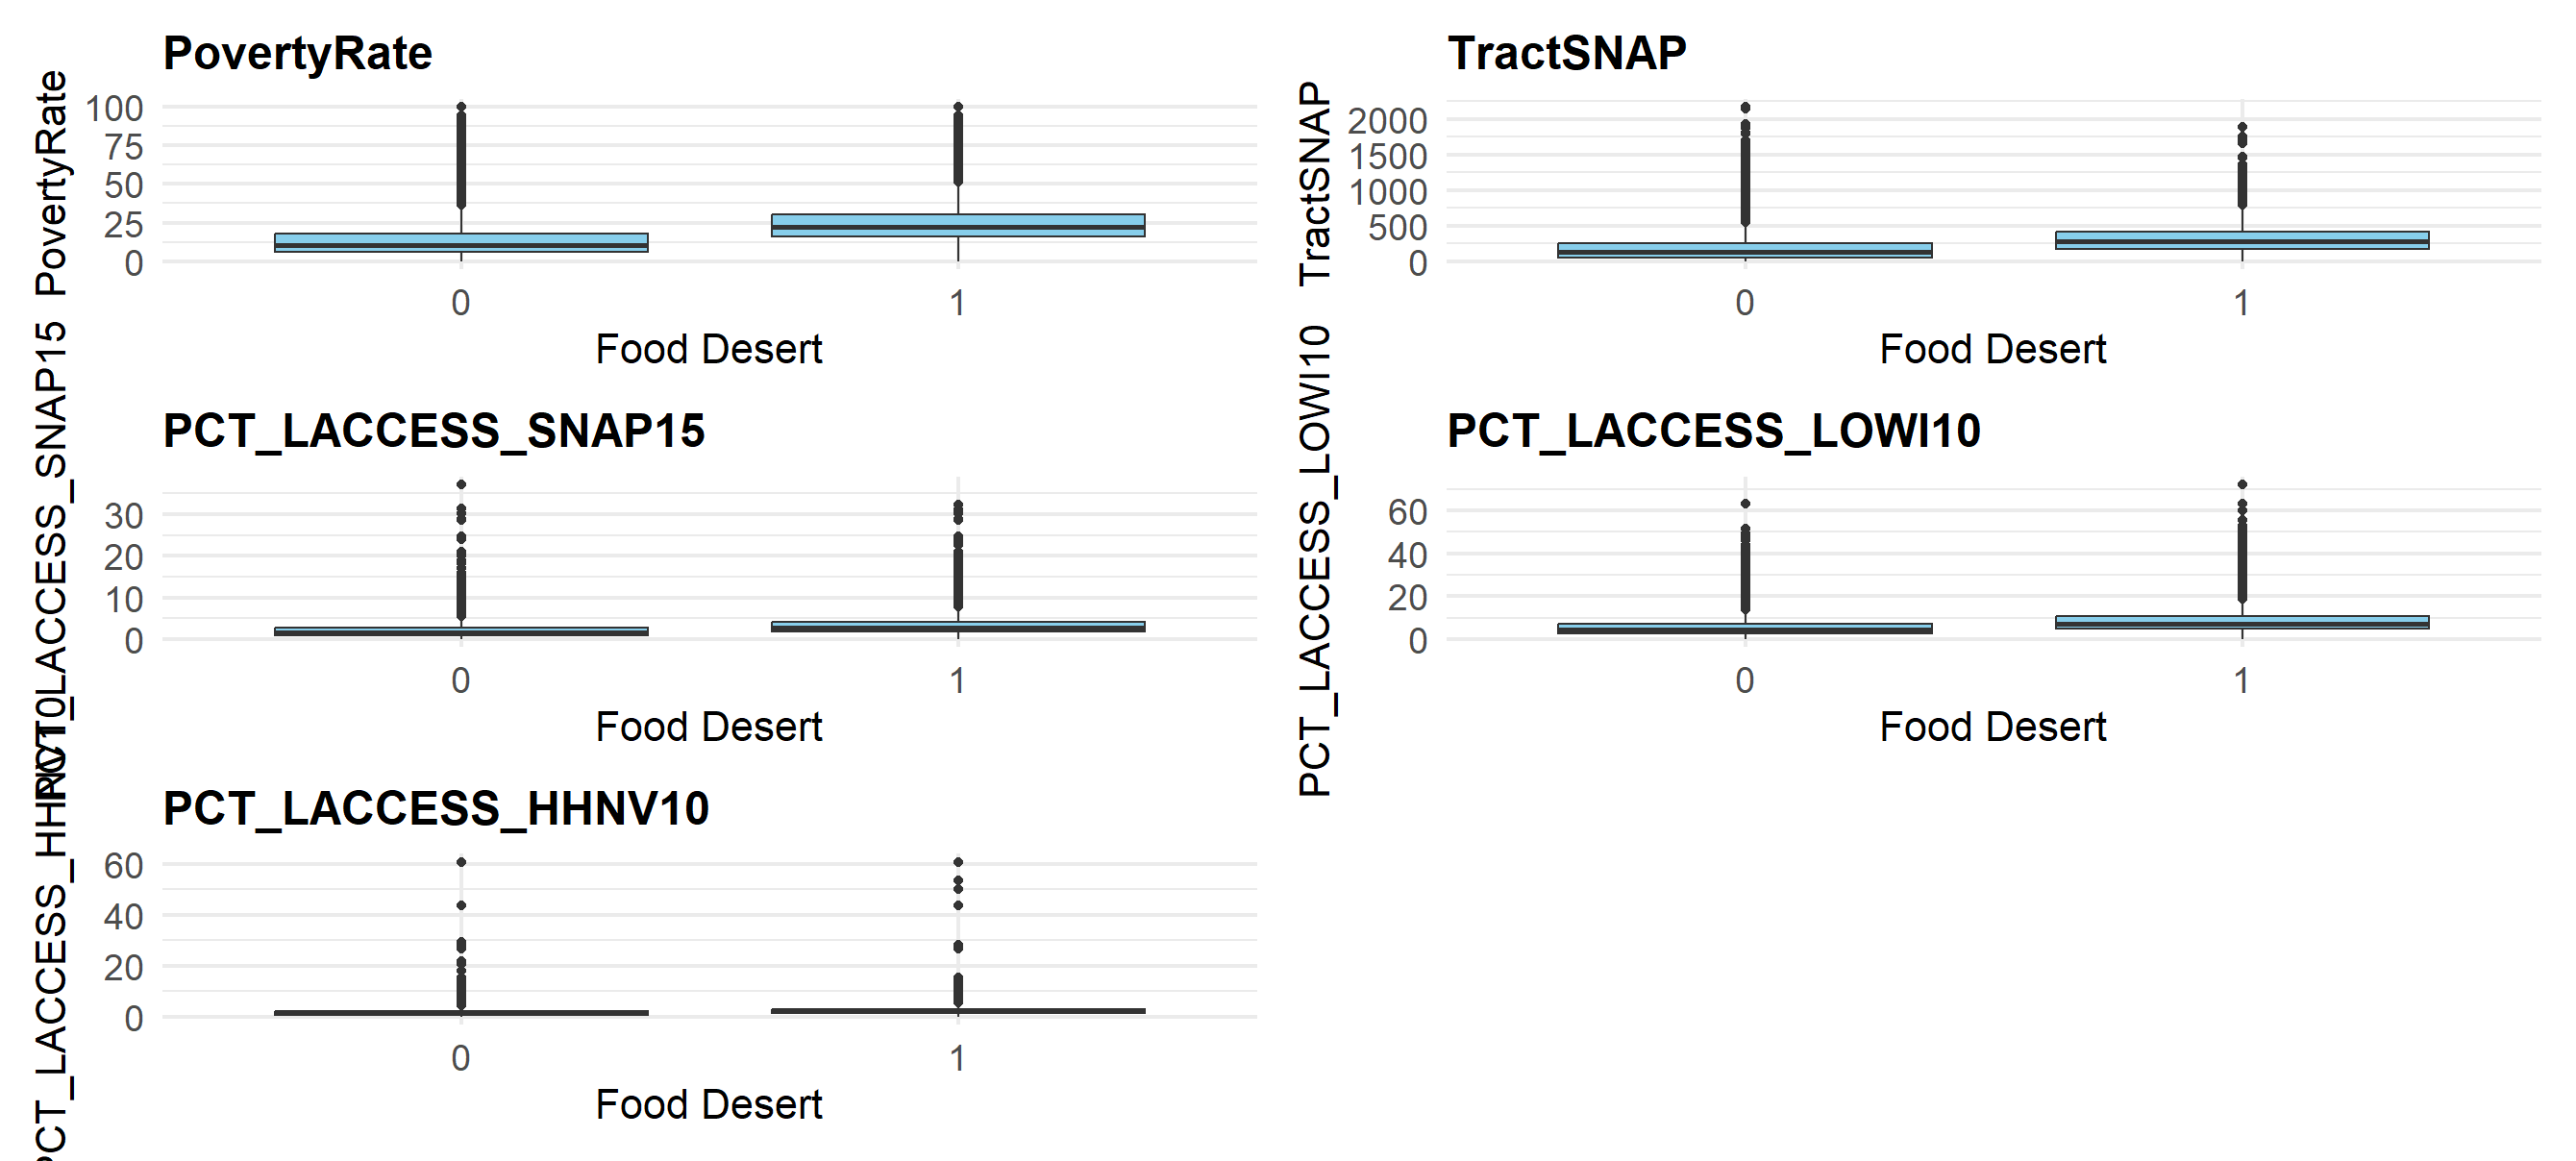 PovertyRate
PovertyRate
100
75
50
25
0
0 1
Food Desert
TractSNAP
TractSNAP
2000
1500
1000
500
0
0 1
Food Desert
PCT_LACCESS_SNAP15
PCT_LACCESS_SNAP15
30
20
10
0
0 1
Food Desert
PCT_LACCESS_LOWI10
PCT_LACCESS_LOWI10
60
40
20
0
0 1
Food Desert
PCT_LACCESS_HHNV10
PCT_LACCESS_HHNV10
60
40
20
0
0 1
Food Desert